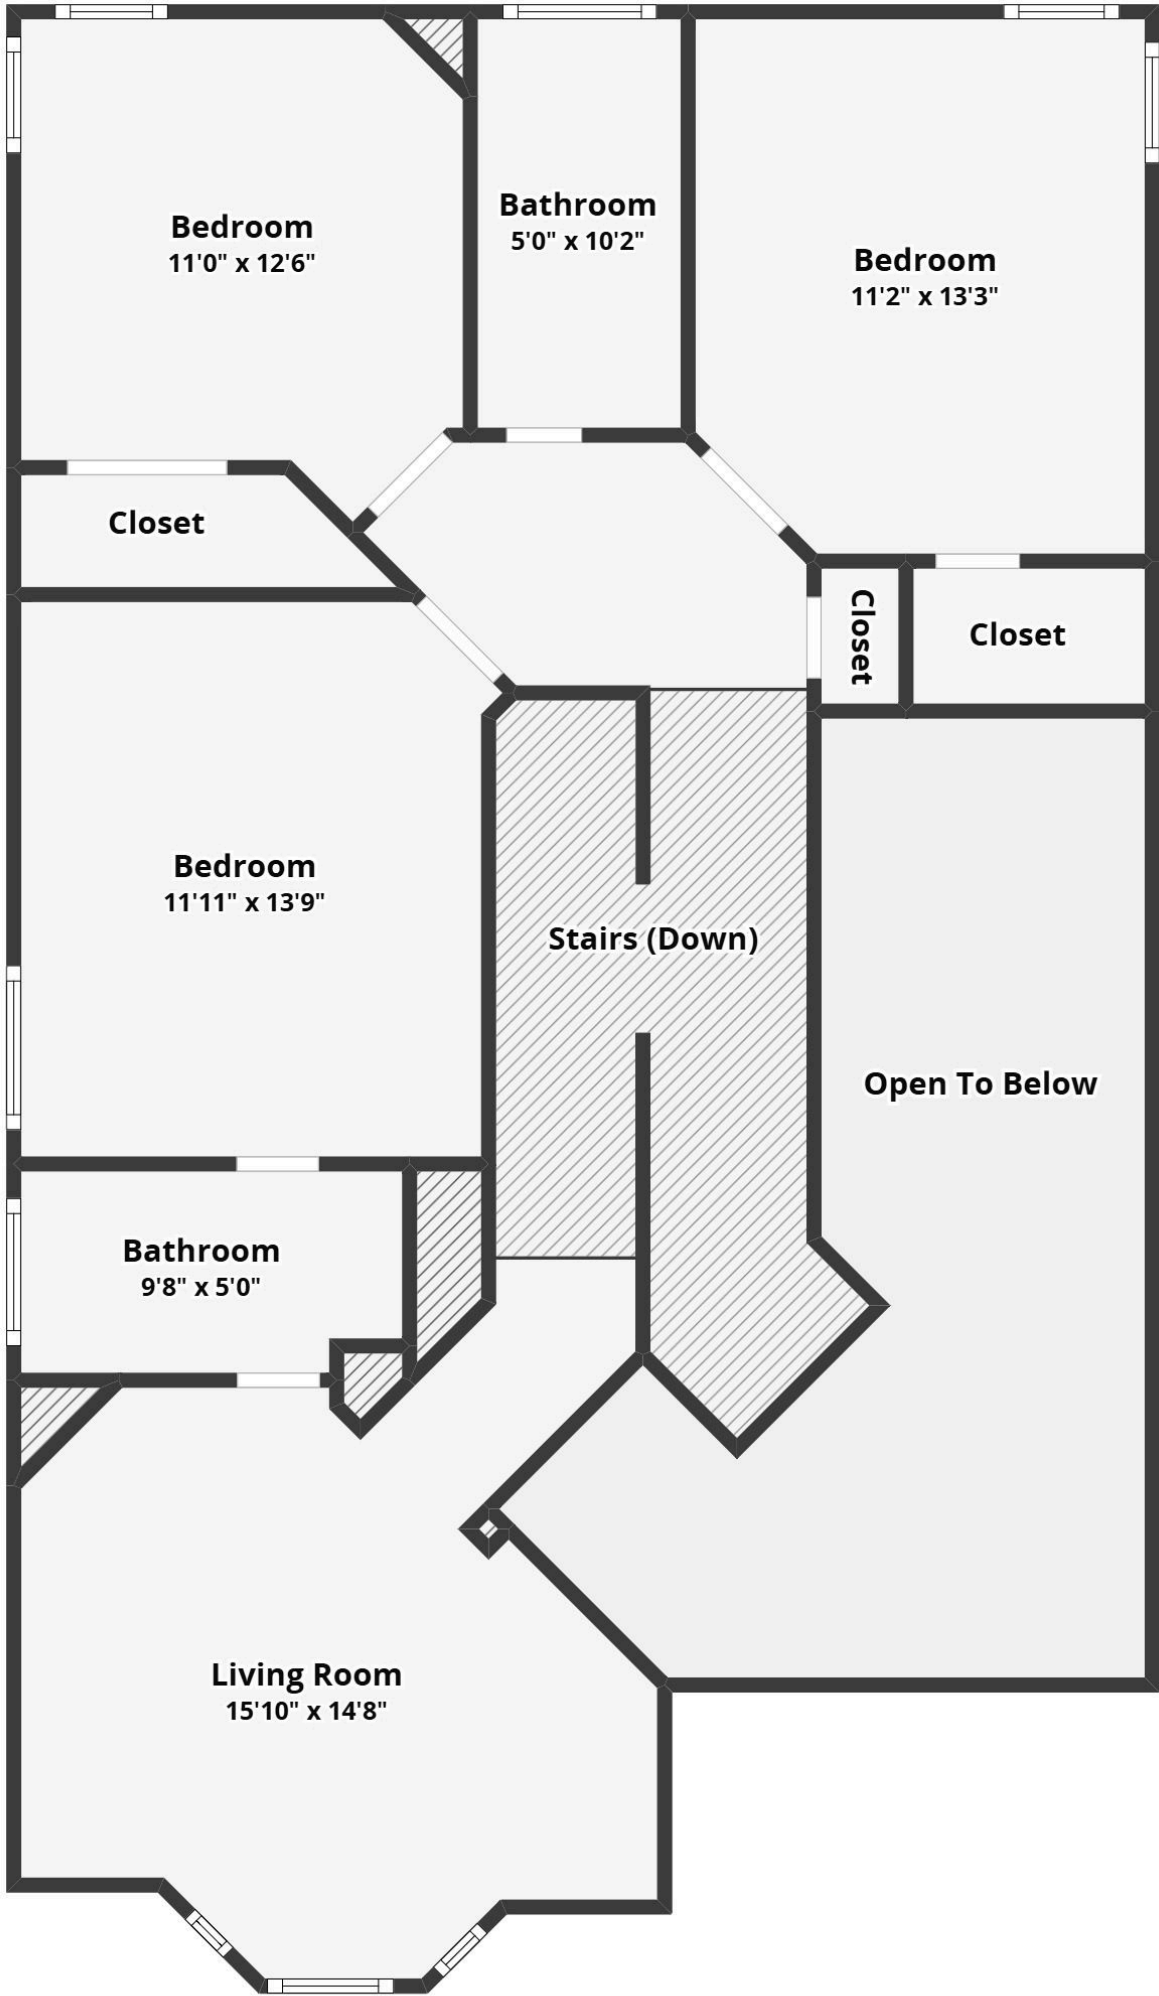 Bedroom
11'0" x 12'6"
Bathroom
5'0" x 10'2"
Bedroom
11'2" x 13'3"
Closet
Closet
Closet
Bedroom
11'11" x 13'9"
Stairs (Down)
Open To Below
Bathroom
9'8" x 5'0"
Living Room
15'10" x 14'8"